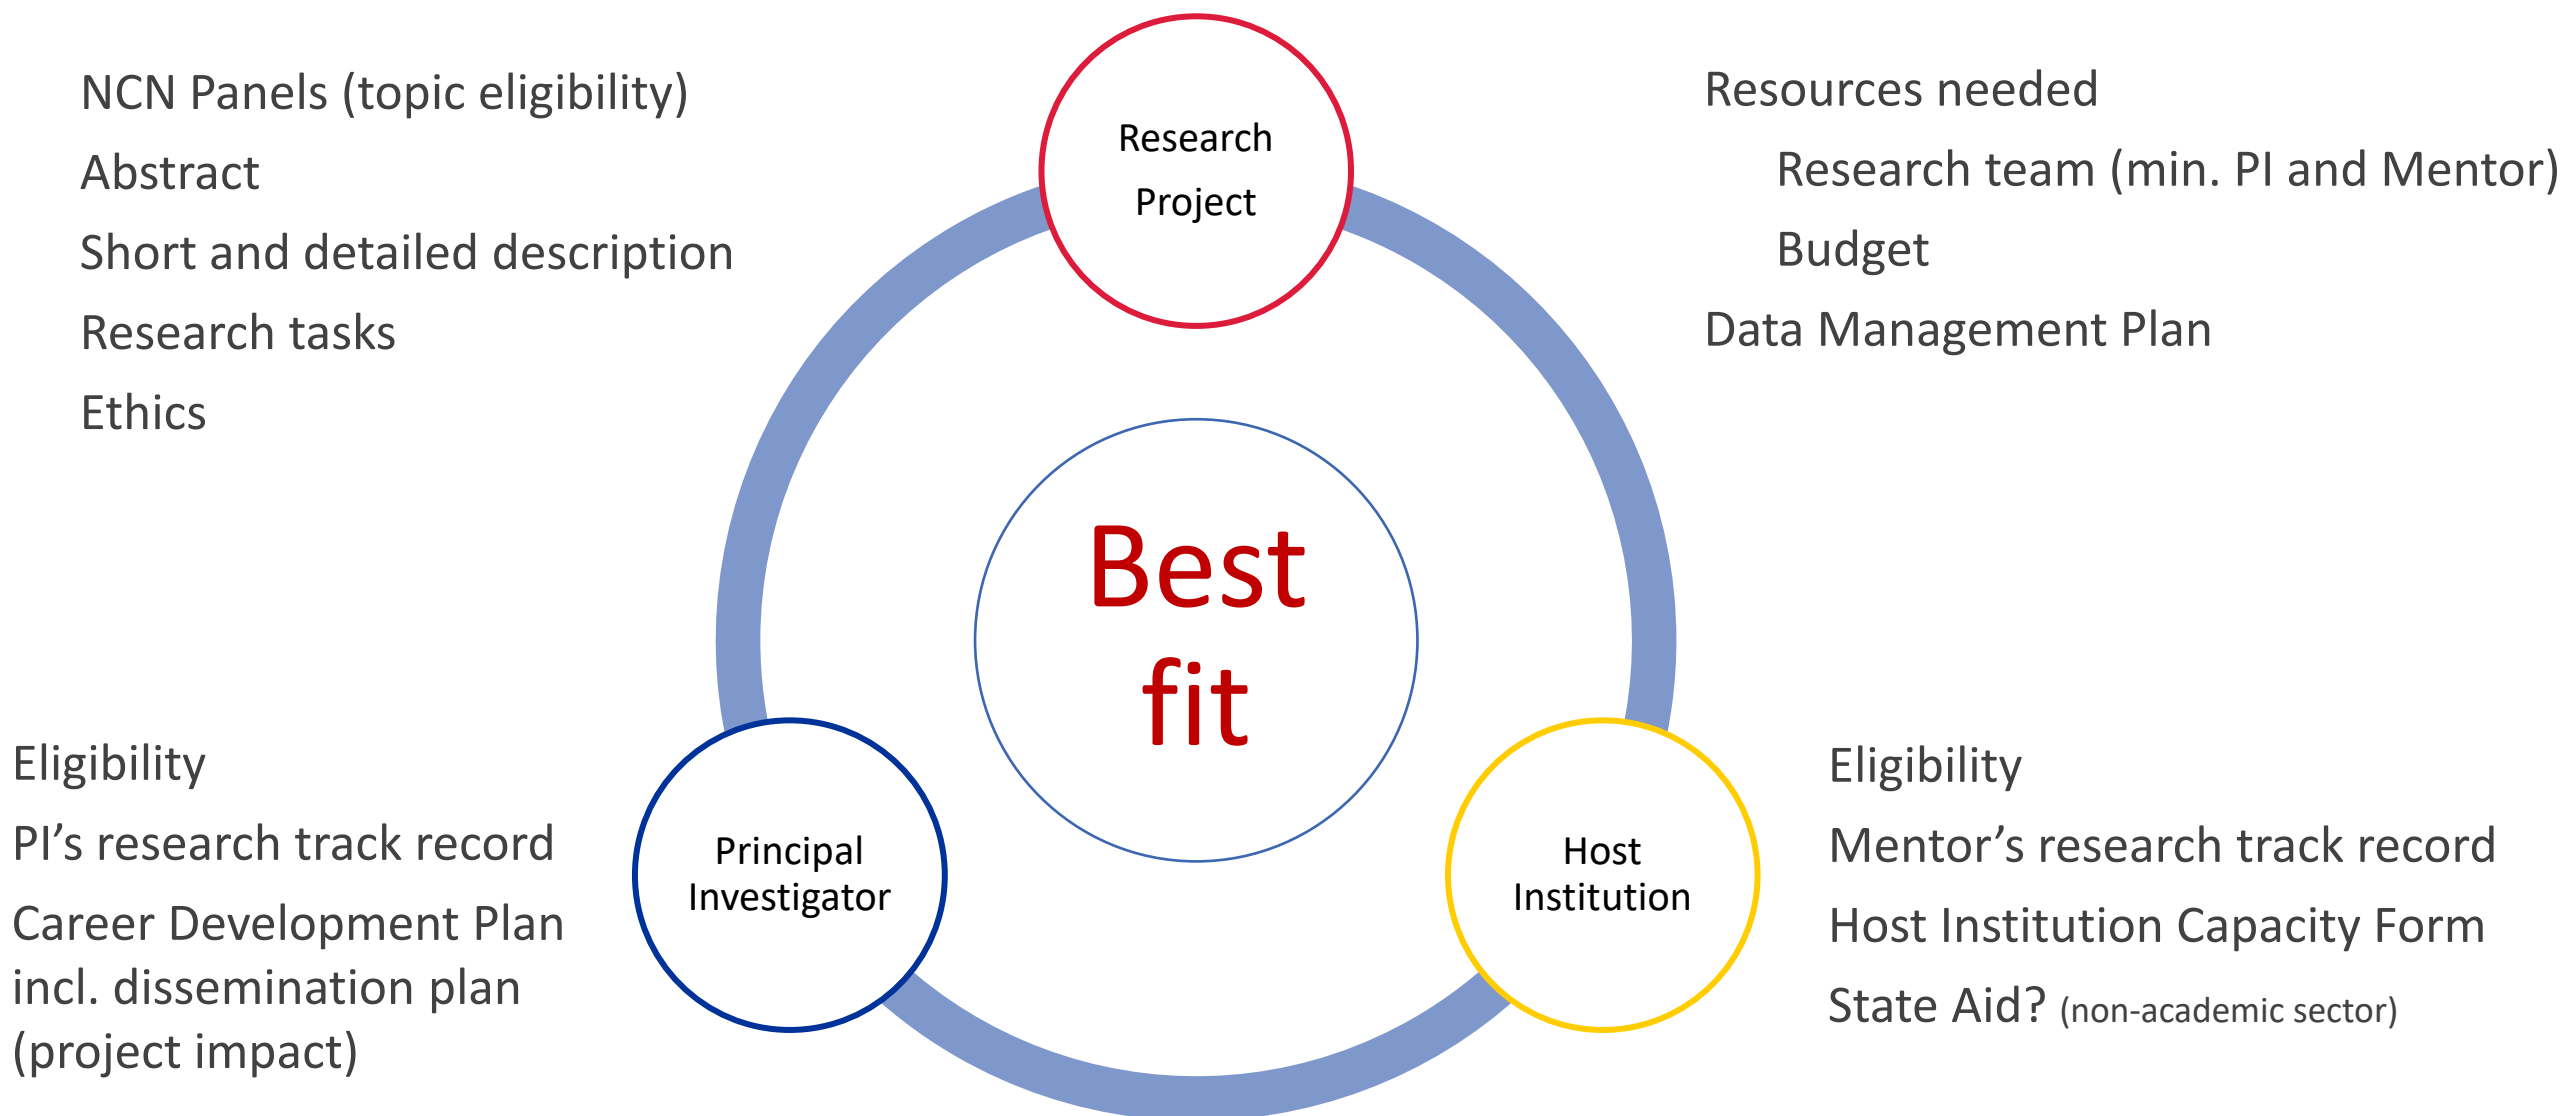 NCN Panels (topic eligibility)
Abstract
Short and detailed description
Research tasks
Ethics
Research
Project
Resources needed
Research team (min. PI and Mentor)
Budget
Data Management Plan
Best
fit
Eligibility
PI’s research track record
Career Development Plan
incl. dissemination plan
(project impact)
Principal
Investigator
Host
Institution
Eligibility
Mentor’s research track record
Host Institution Capacity Form
State Aid? (non-academic sector)